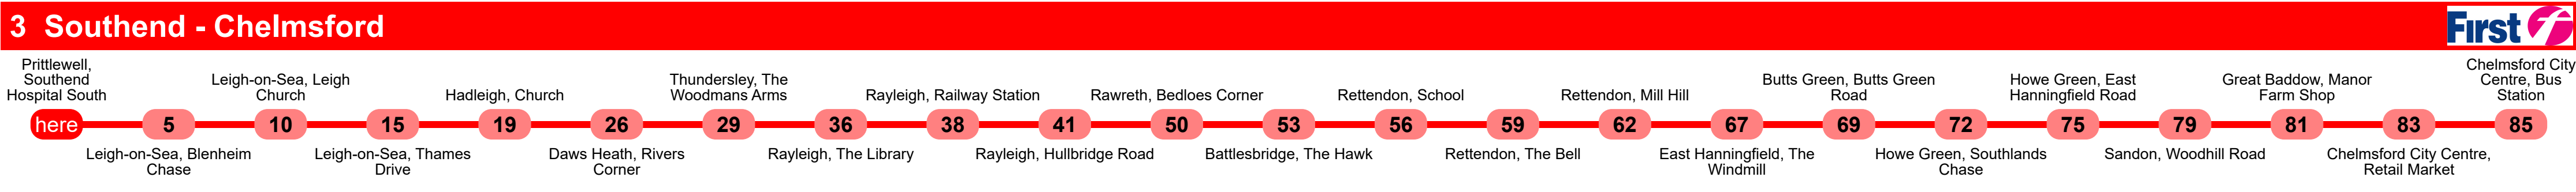 3 Southend - Chelmsford
First
Prittlewell,
Southend
Hospital South
here
5
Leigh-on-Sea, Blenheim
Chase
Leigh-on-Sea, Leigh
Church
10
15
Leigh-on-Sea, Thames
Drive
Hadleigh, Church
19
26
Daws Heath, Rivers
Corner
Thundersley, The
Woodmans Arms
29
36
Rayleigh, The Library
Rayleigh, Railway Station
38
41
Rayleigh, Hullbridge Road
Rawreth, Bedloes Corner
50
53
Battlesbridge, The Hawk
Rettendon, School
56
59
Rettendon, The Bell
Rettendon, Mill Hill
62
67
East Hanningfield, The
Windmill
Butts Green, Butts Green
Road
69
72
Howe Green, Southlands
Chase
Howe Green, East
Hanningfield Road
75
79
Sandon, Woodhill Road
Great Baddow, Manor
Farm Shop
81
83
Chelmsford City Centre,
Retail Market
Chelmsford City
Centre, Bus
Station
85